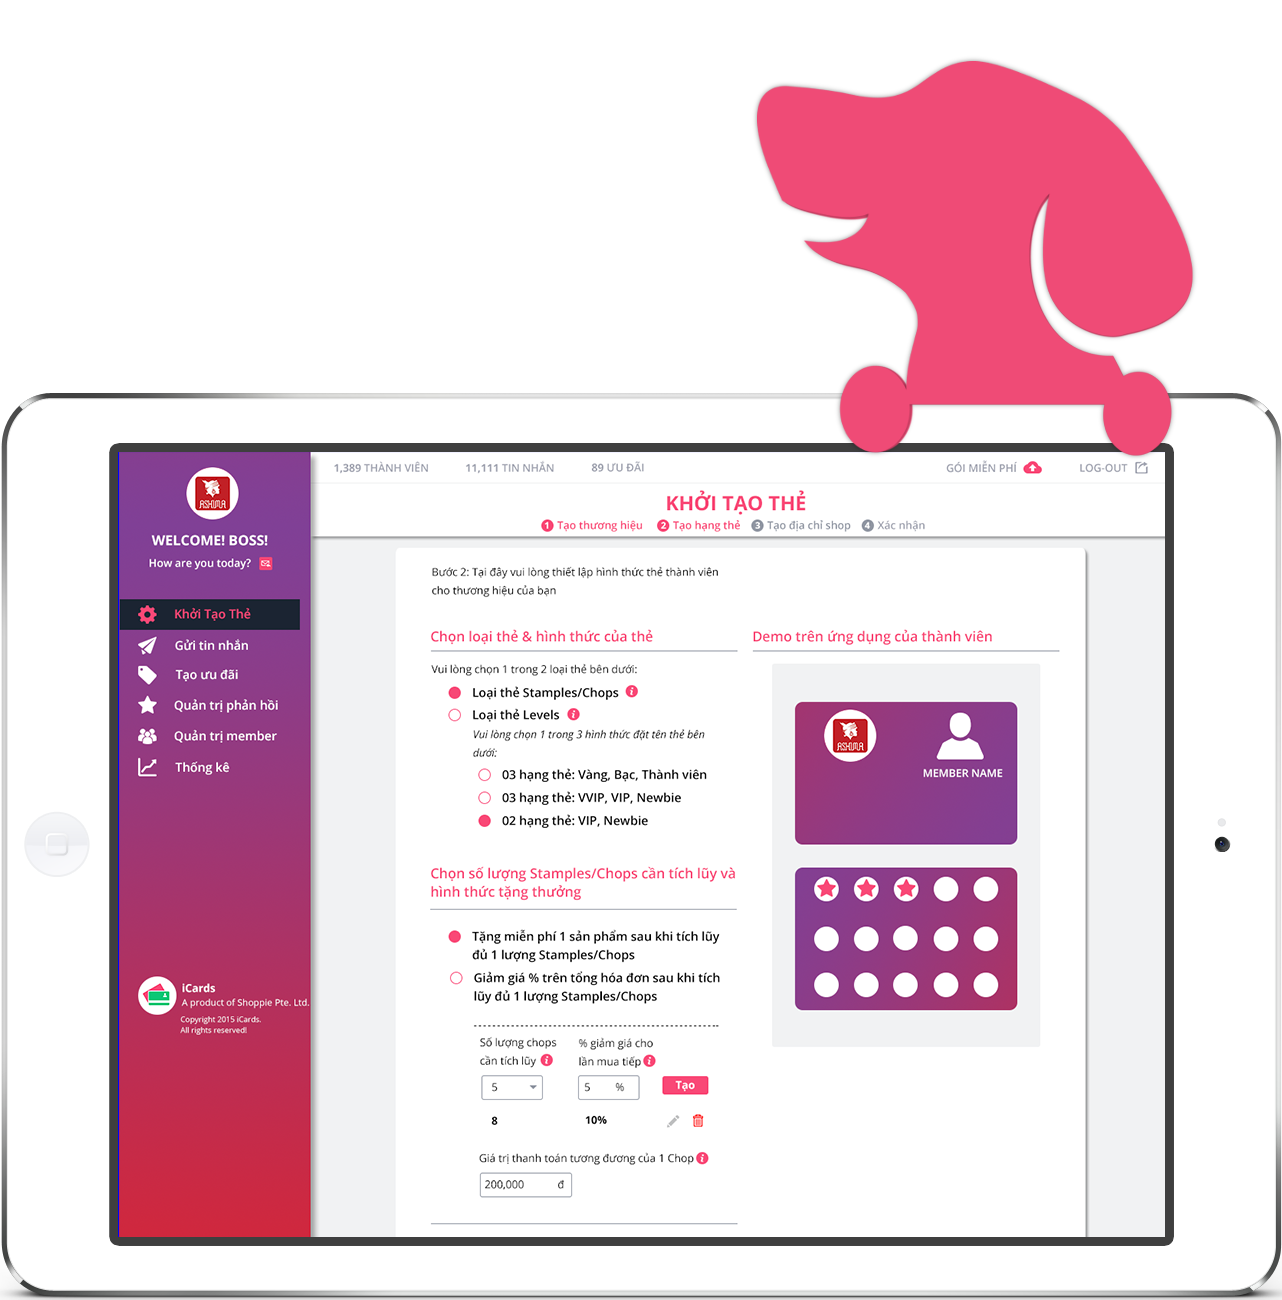 ASHIMA
WELCOME! BOSS!
How are you today?
Khởi Tạo Thẻ
Gửi tin nhắn
Tạo ưu đãi
Quản trị phản hồi
Quản trị member
Thống kê
iCards
A product of Shoppie Pte. Ltd.
Copyright 2015 iCards.
All rights reserved!
1,389 THÀNH VIÊN 11,111 TIN NHẮN 89 ƯU ĐÃI GÓI MIỄN PHÍ LOG-OUT
KHỞI TẠO THẺ
1 Tạo thương hiệu 2 Tạo hạng thẻ 3 Tạo địa chỉ shop 4 Xác nhận
Bước 2: Tại đây vui lòng thiết lập hình thức thẻ thành viên
cho thương hiệu của bạn
Chọn loại thẻ & hình thức của thẻ
Vui lòng chọn 1 trong 2 loại thẻ bên dưới:
Loại thẻ Stamples/Chops i
Loại thẻ Levels i
Vui lòng chọn 1 trong 3 hình thức đặt tên thẻ bên
dưới:
03 hạng thẻ: Vàng, Bạc, Thành viên
03 hạng thẻ: VVIP, VIP, Newbie
02 hạng thẻ: VIP, Newbie
Chọn số lượng Stamples/Chops cần tích lũy và
hình thức tặng thưởng
Tặng miễn phí 1 sản phẩm sau khi tích lũy
đủ 1 lượng Stamples/Chops
Giảm giá % trên tổng hóa đơn sau khi tích
lũy đủ 1 lượng Stamples/Chops
Số lượng chops
cần tích lũy i
% giảm giá cho
lần mua tiếp i
5 5 % Tạo
8 10%
Giá trị thanh toán tương đương của 1 Chop i
200,000 đ
Demo trên ứng dụng của thành viên
ASHIMA
MEMBER NAME